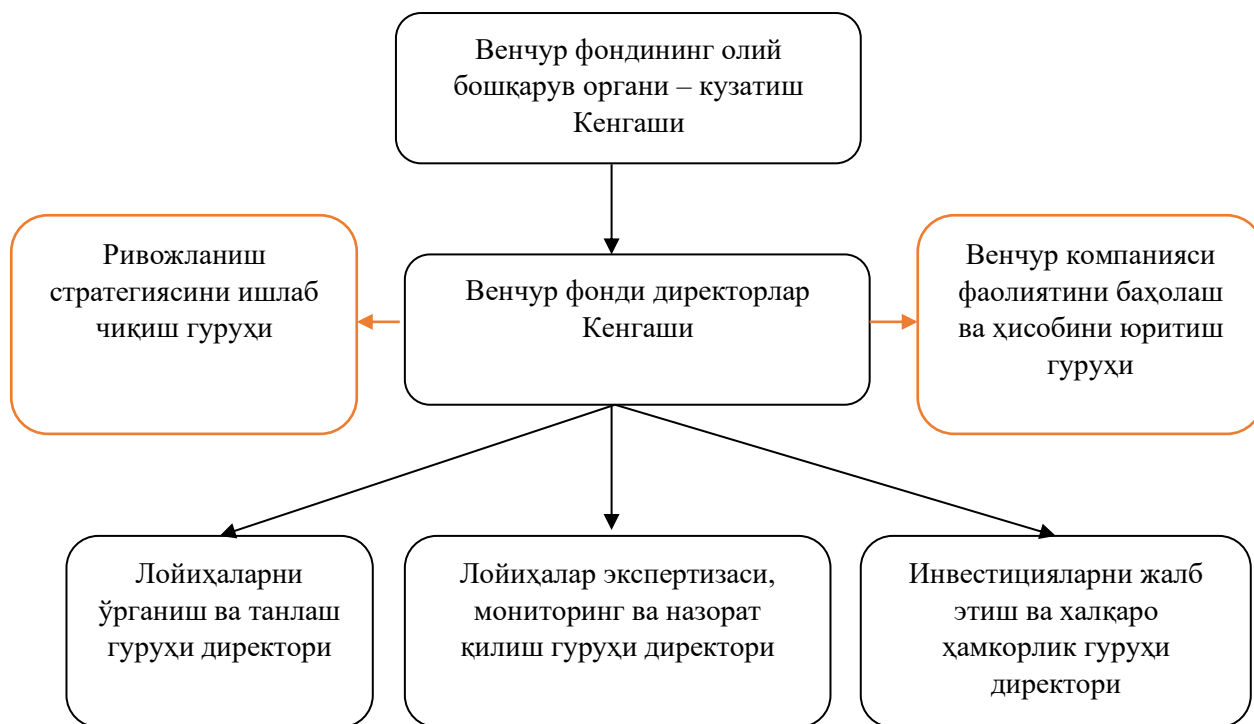 Венчур фондининг олий
бошқарув органи – кузатиш
Кенгаши
Ривожланиш
стратегиясини ишлаб
чиқиш гуруҳи
Венчур фонди директорлар
Кенгаши
Венчур компанияси
фаолиятини баҳолаш
ва ҳисобини юритиш
гуруҳи
Лойиҳаларни
ўрганиш ва танлаш
гуруҳи директори
Лойиҳалар экспертизаси,
мониторинг ва назорат
қилиш гуруҳи директори
Инвестицияларни жалб
этиш ва халқаро
ҳамкорлик гуруҳи
директори